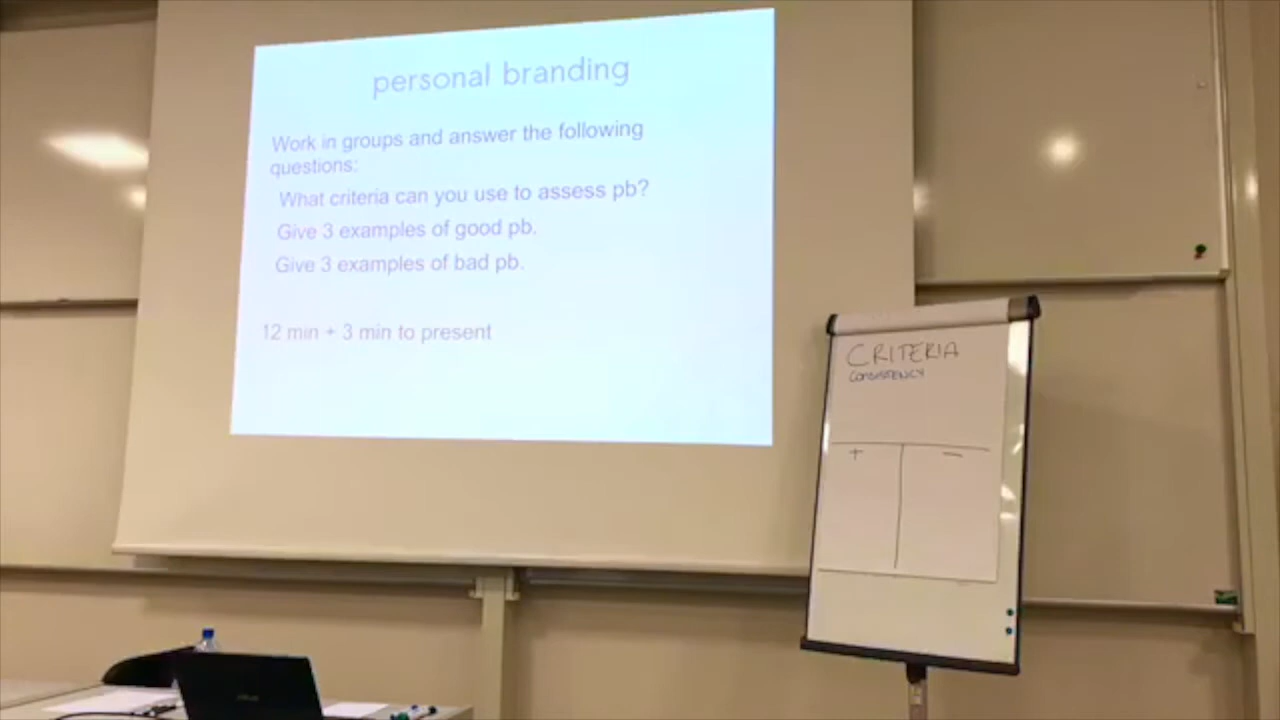 personal branding
Work in groups and answer the following
questions:
What criteria can you use to assess pb?
Give 3 examples of good pb.
Give 3 examples of bad pb.
12 min + 3 min to present
CRITERIA
CONSISTENCY
+ −